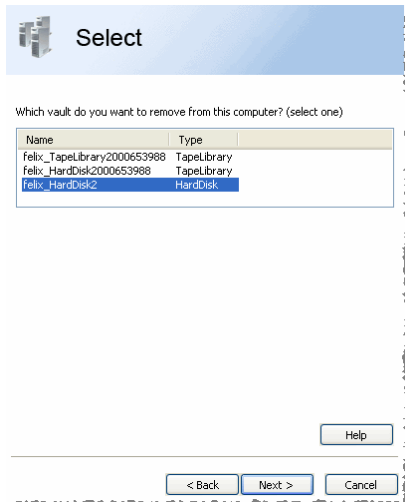 Select
Which vault do you want to remove from this computer? (select one)
Name Type
felix_TapeLibrary2000653988 TapeLibrary
felix_HardDisk2000653988 TapeLibrary
felix_HardDisk2 HardDisk
Help
< Back Next > Cancel